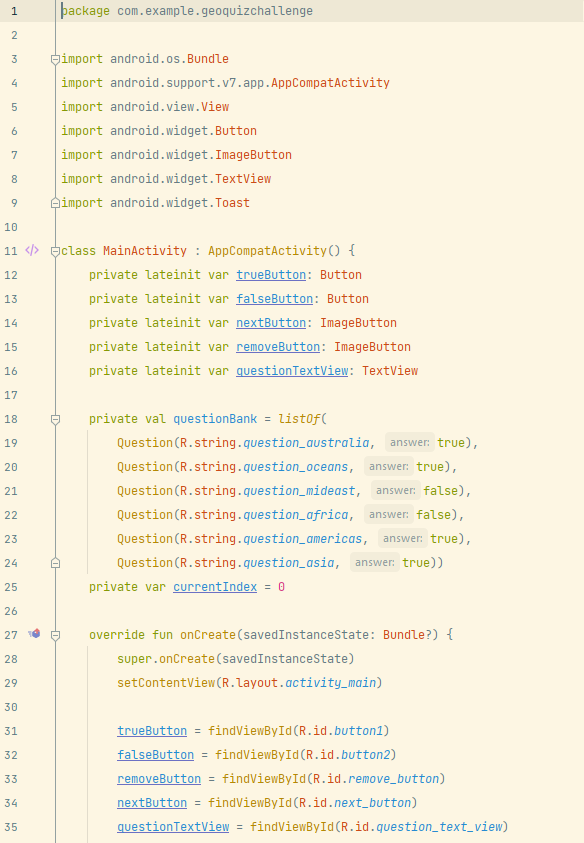 1 package com.example.geoquizchallenge
2
3 import android.os.Bundle
4 import android.support.v7.app.AppCompatActivity
5 import android.view.View
6 import android.widget.Button
7 import android.widget.ImageButton
8 import android.widget.TextView
9 import android.widget.Toast
10
11 class MainActivity : AppCompatActivity() {
12 private lateinit var trueButton: Button
13 private lateinit var falseButton: Button
14 private lateinit var nextButton: ImageButton
15 private lateinit var removeButton: ImageButton
16 private lateinit var questionTextView: TextView
17
18 private val questionBank = listOf(
19 Question(R.string.question_australia, answer: true),
20 Question(R.string.question_oceans, answer: true),
21 Question(R.string.question_mideast, answer: false),
22 Question(R.string.question_africa, answer: false),
23 Question(R.string.question_americas, answer: true),
24 Question(R.string.question_asia, answer: true))
25 private var currentIndex = 0
26
27 override fun onCreate(savedInstanceState: Bundle?) {
28 super.onCreate(savedInstanceState)
29 setContentView(R.layout.activity_main)
30
31 trueButton = findViewById(R.id.button1)
32 falseButton = findViewById(R.id.button2)
33 removeButton = findViewById(R.id.remove_button)
34 nextButton = findViewById(R.id.next_button)
35 questionTextView = findViewById(R.id.question_text_view)